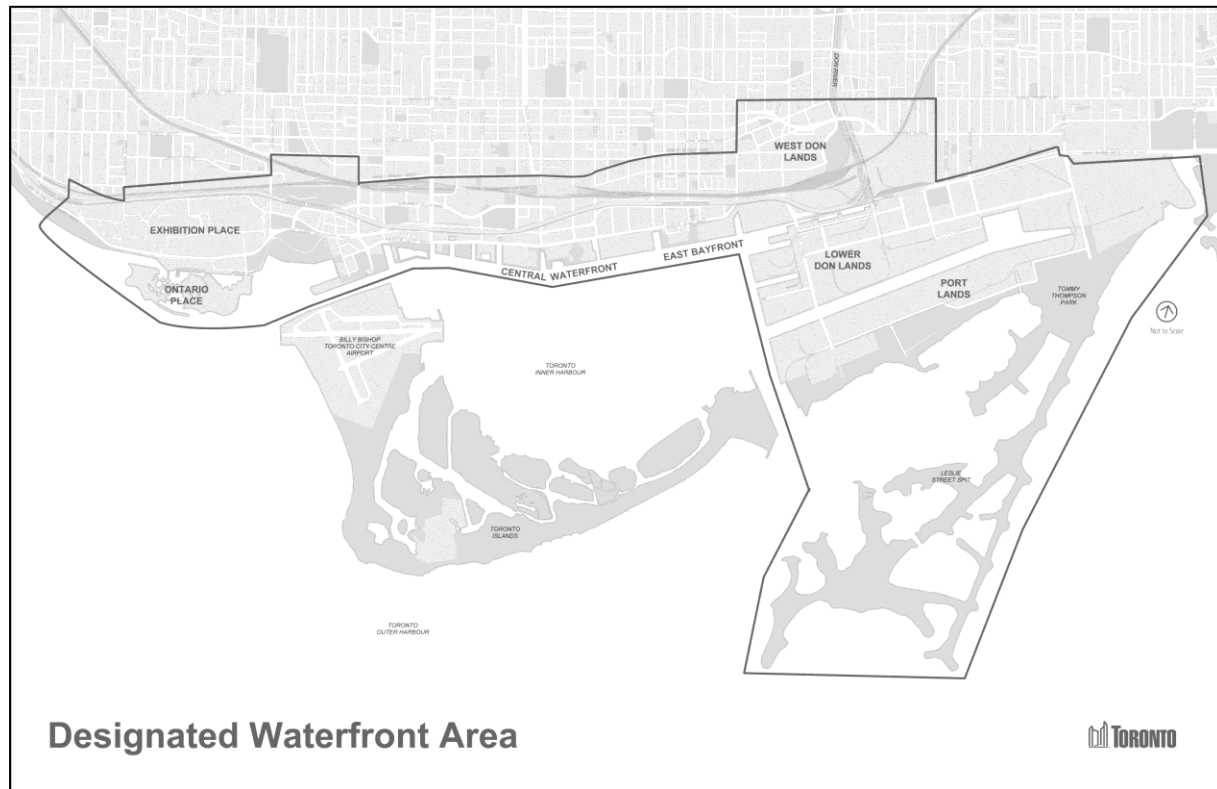 DON RIVER
WEST DON
LANDS
EXHIBITION PLACE
EAST BAYFRONT
LOWER
DON LANDS
CENTRAL WATERFRONT
ONTARIO
PLACE
PORT
LANDS
TOMMY
THOMPSON
PARK
Not to Scale
BILLY BISHOP
TORONTO CITY CENTRE
AIRPORT
TORONTO
INNER HARBOUR
LESLIE
STREET SPIT
TORONTO
ISLANDS
TORONTO
OUTER HARBOUR
Designated Waterfront Area
TORONTO